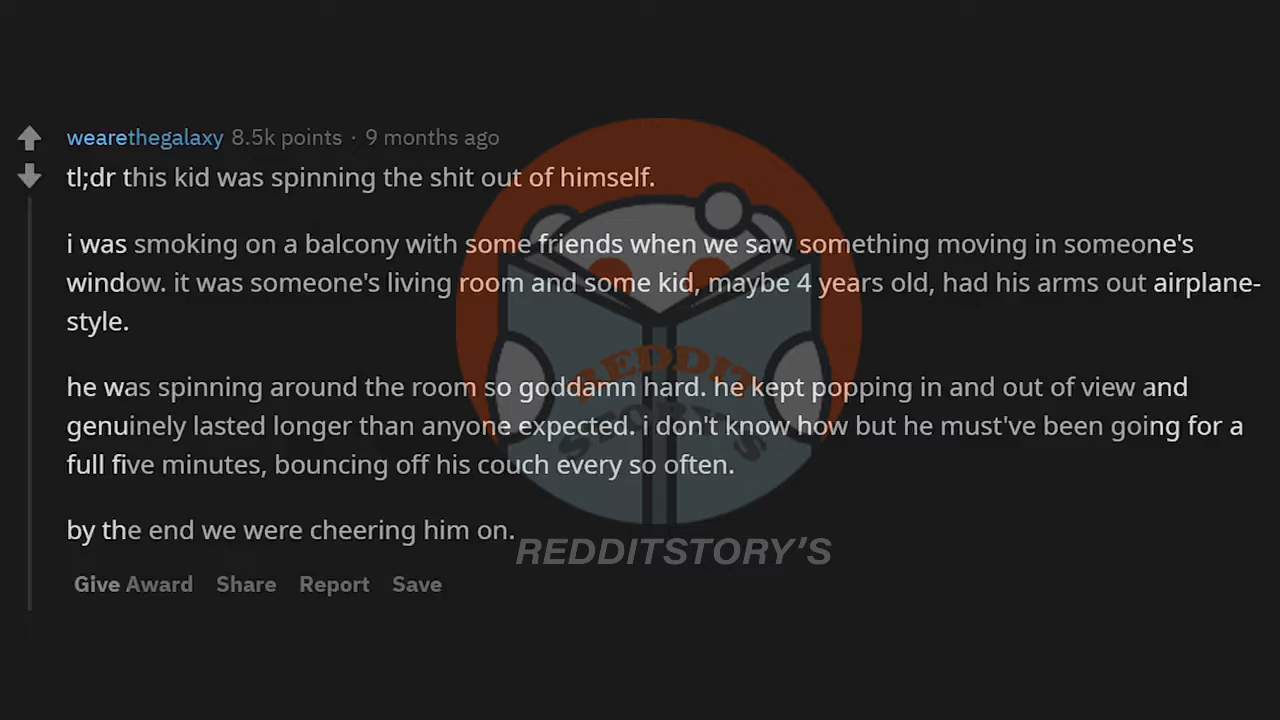 wearethegalaxy 8.5k points · 9 months ago
tl;dr this kid was spinning the shit out of himself.
i was smoking on a balcony with some friends when we saw something moving in someone's
window. it was someone's living room and some kid, maybe 4 years old, had his arms out airplane-
style.
he was spinning around the room so goddamn hard. he kept popping in and out of view and
genuinely lasted longer than anyone expected. i don't know how but he must've been going for a
full five minutes, bouncing off his couch every so often.
by the end we were cheering him on.
Give Award Share Report Save
REDDIT
STORY'S
REDDITSTORY'S